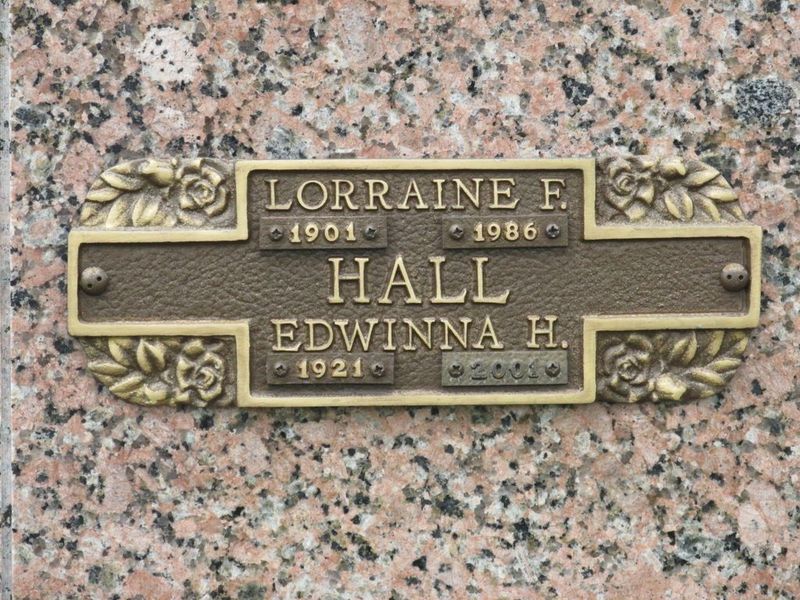 LORRAINE F.
1901 1986
HALL
EDWINNA H.
1921 2001